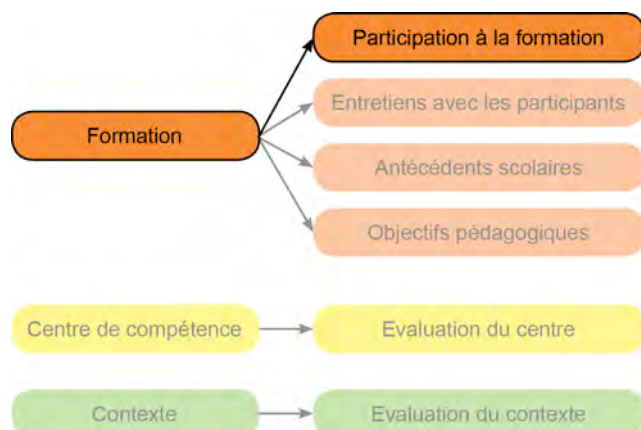 Participation à la formation
Entretiens avec les participants
Formation
Antécédents scolaires
Objectifs pédagogiques
Centre de compétence
Evaluation du centre
Contexte
Evaluation du contexte